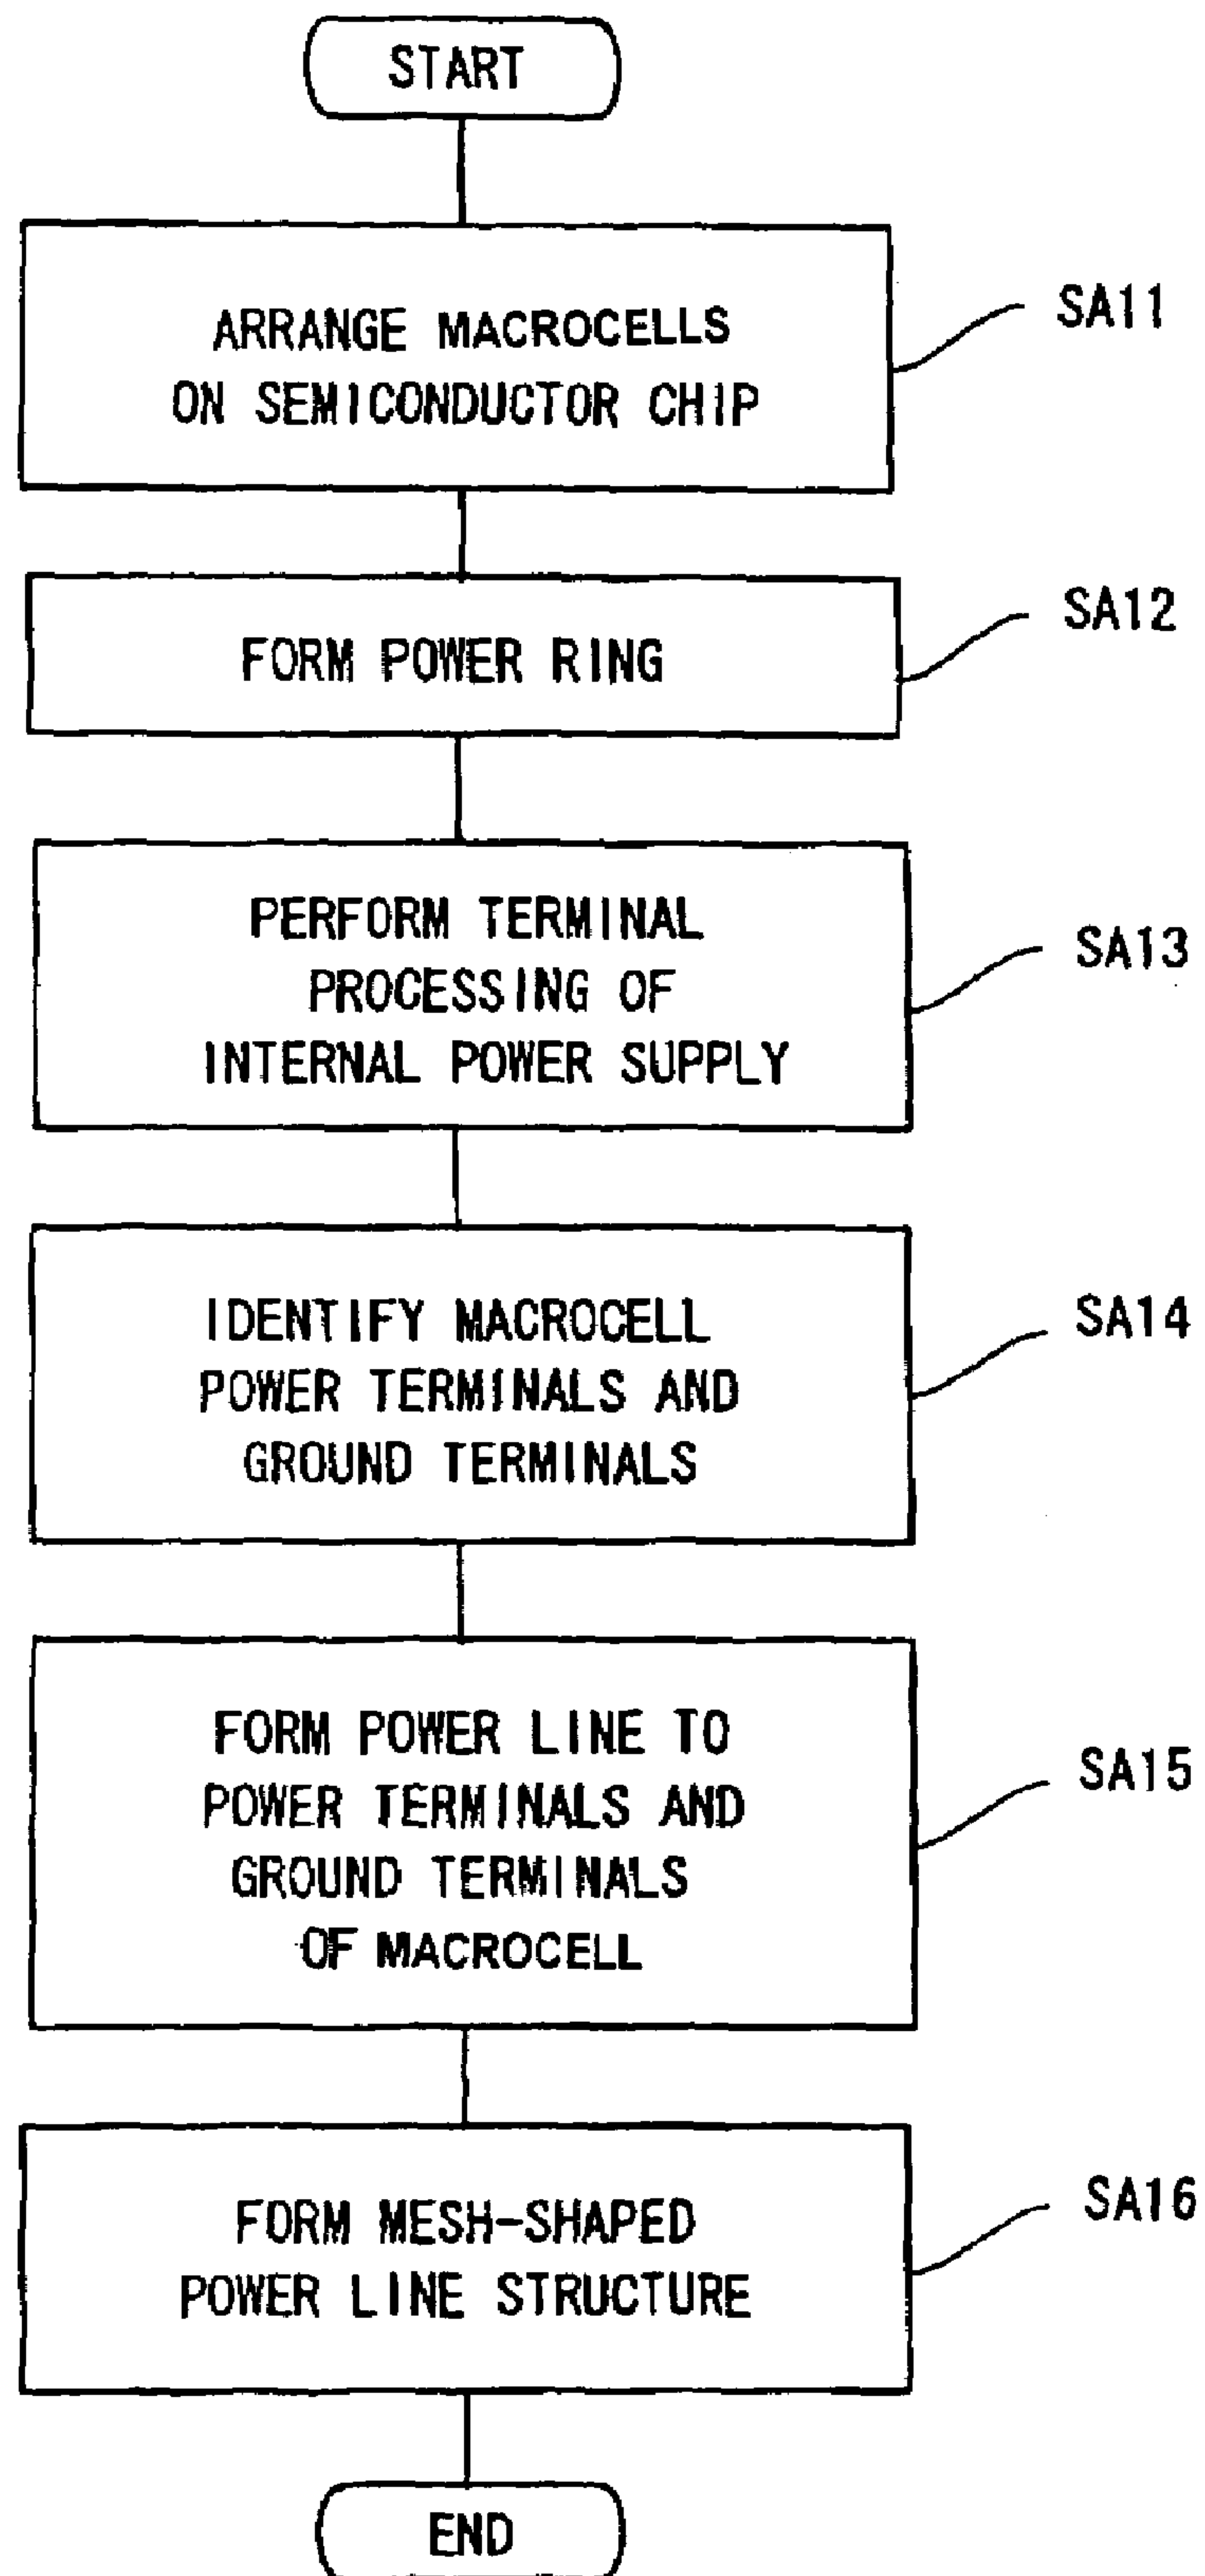 START
ARRANGE MACROCELLS
ON SEMICONDUCTOR CHIP
SA11
FORM POWER RING
SA12
PERFORM TERMINAL
PROCESSING OF
INTERNAL POWER SUPPLY
SA13
IDENTIFY MACROCELL
POWER TERMINALS AND
GROUND TERMINALS
SA14
FORM POWER LINE TO
POWER TERMINALS AND
GROUND TERMINALS
OF MACROCELL
SA15
FORM MESH-SHAPED
POWER LINE STRUCTURE
SA16
END